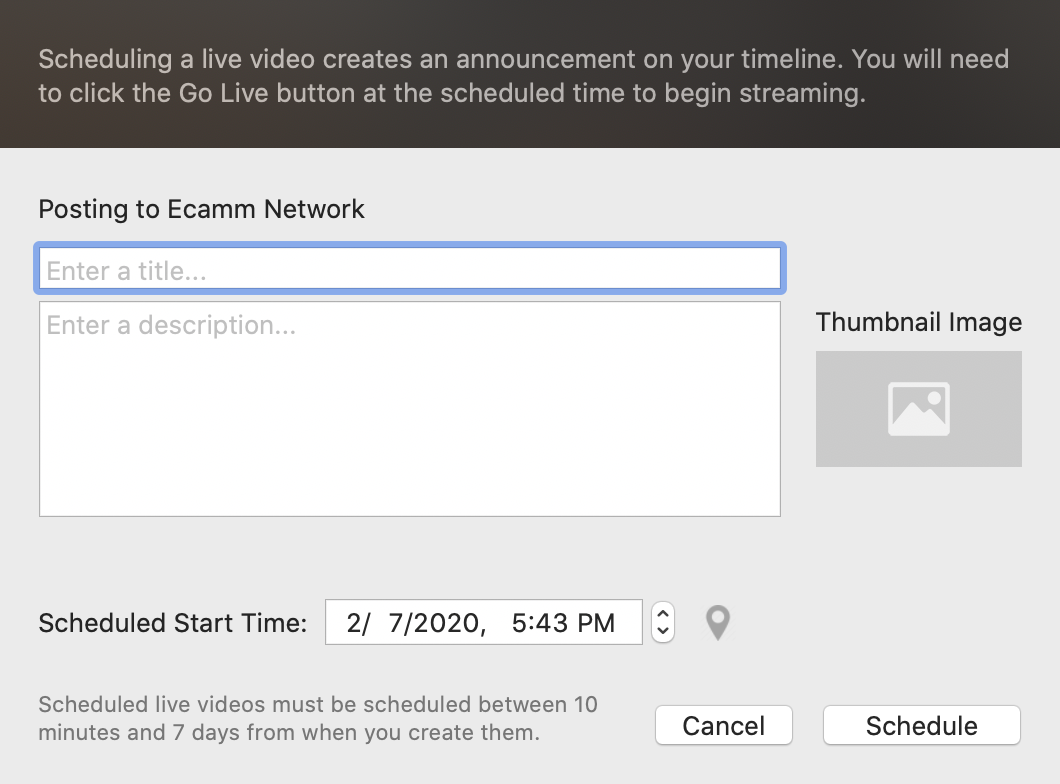 Scheduling a live video creates an announcement on your timeline. You will need
to click the Go Live button at the scheduled time to begin streaming.
Posting to Ecamm Network
Enter a title...
Enter a description...
Thumbnail Image
Scheduled Start Time: 2/ 7/2020, 5:43 PM
Scheduled live videos must be scheduled between 10
minutes and 7 days from when you create them.
Cancel Schedule